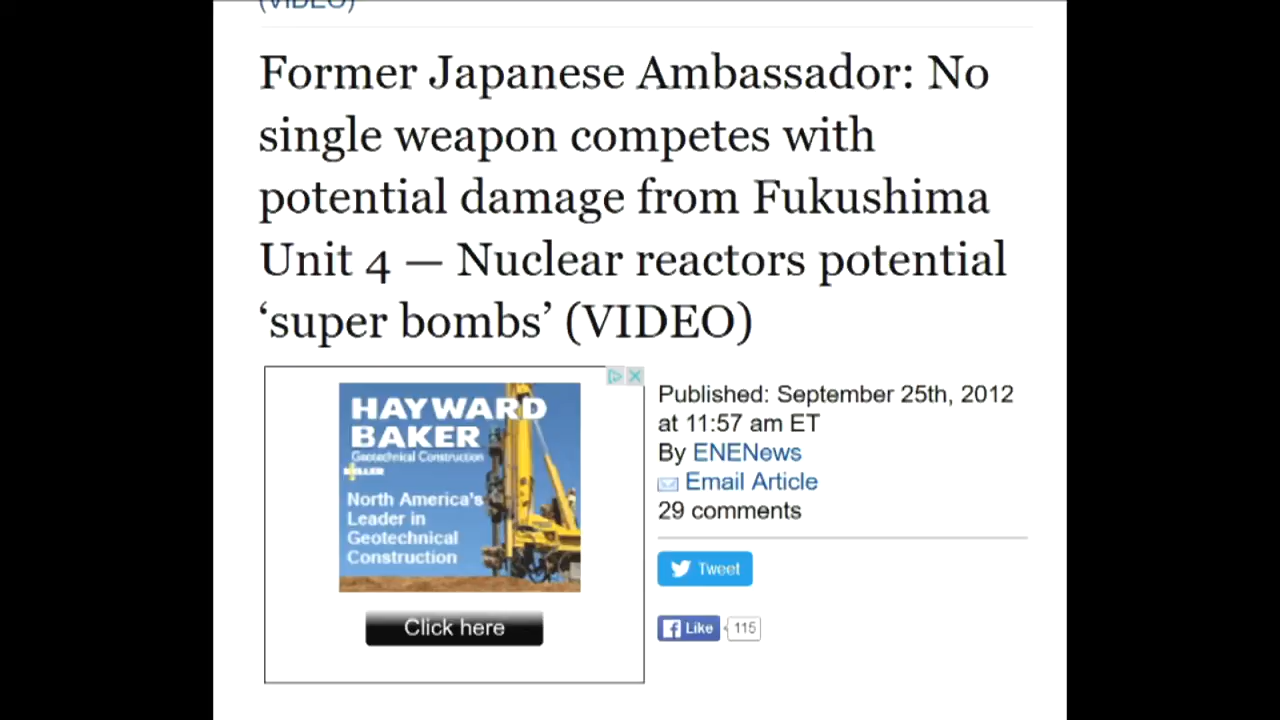 (VIDEO)
Former Japanese Ambassador: No
single weapon competes with
potential damage from Fukushima
Unit 4 — Nuclear reactors potential
‘super bombs’ (VIDEO)
HAYWARD
BAKER
Geotechnical Construction
KELLER
North America's
Leader in
Geotechnical
Construction
Click here
Published: September 25th, 2012
at 11:57 am ET
By ENENews
Email Article
29 comments
Tweet
Like 115